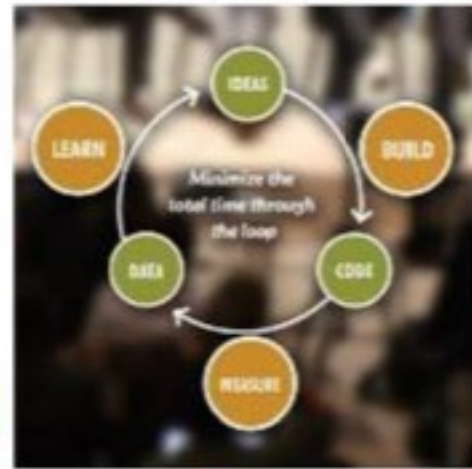 IDEAS
LEARN
BUILD
Minimize the
total time through
the loop
DATA
CODE
MEASURE